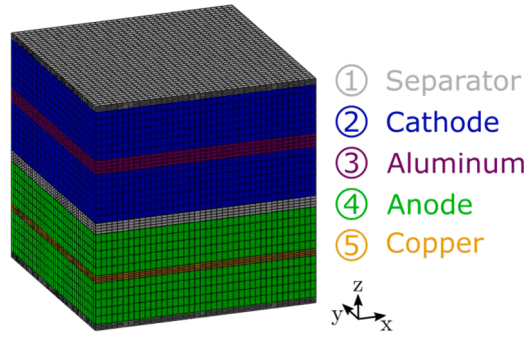 ① Separator
② Cathode
③ Aluminum
④ Anode
⑤ Copper
z
y
x